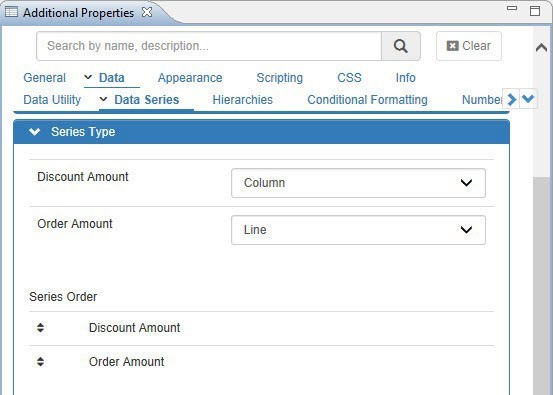 Additional Properties
Search by name, description...
Clear
General Data Appearance Scripting CSS Info
Data Utility Data Series Hierarchies Conditional Formatting Number
Series Type
Discount Amount Column
Order Amount Line
Series Order
Discount Amount
Order Amount